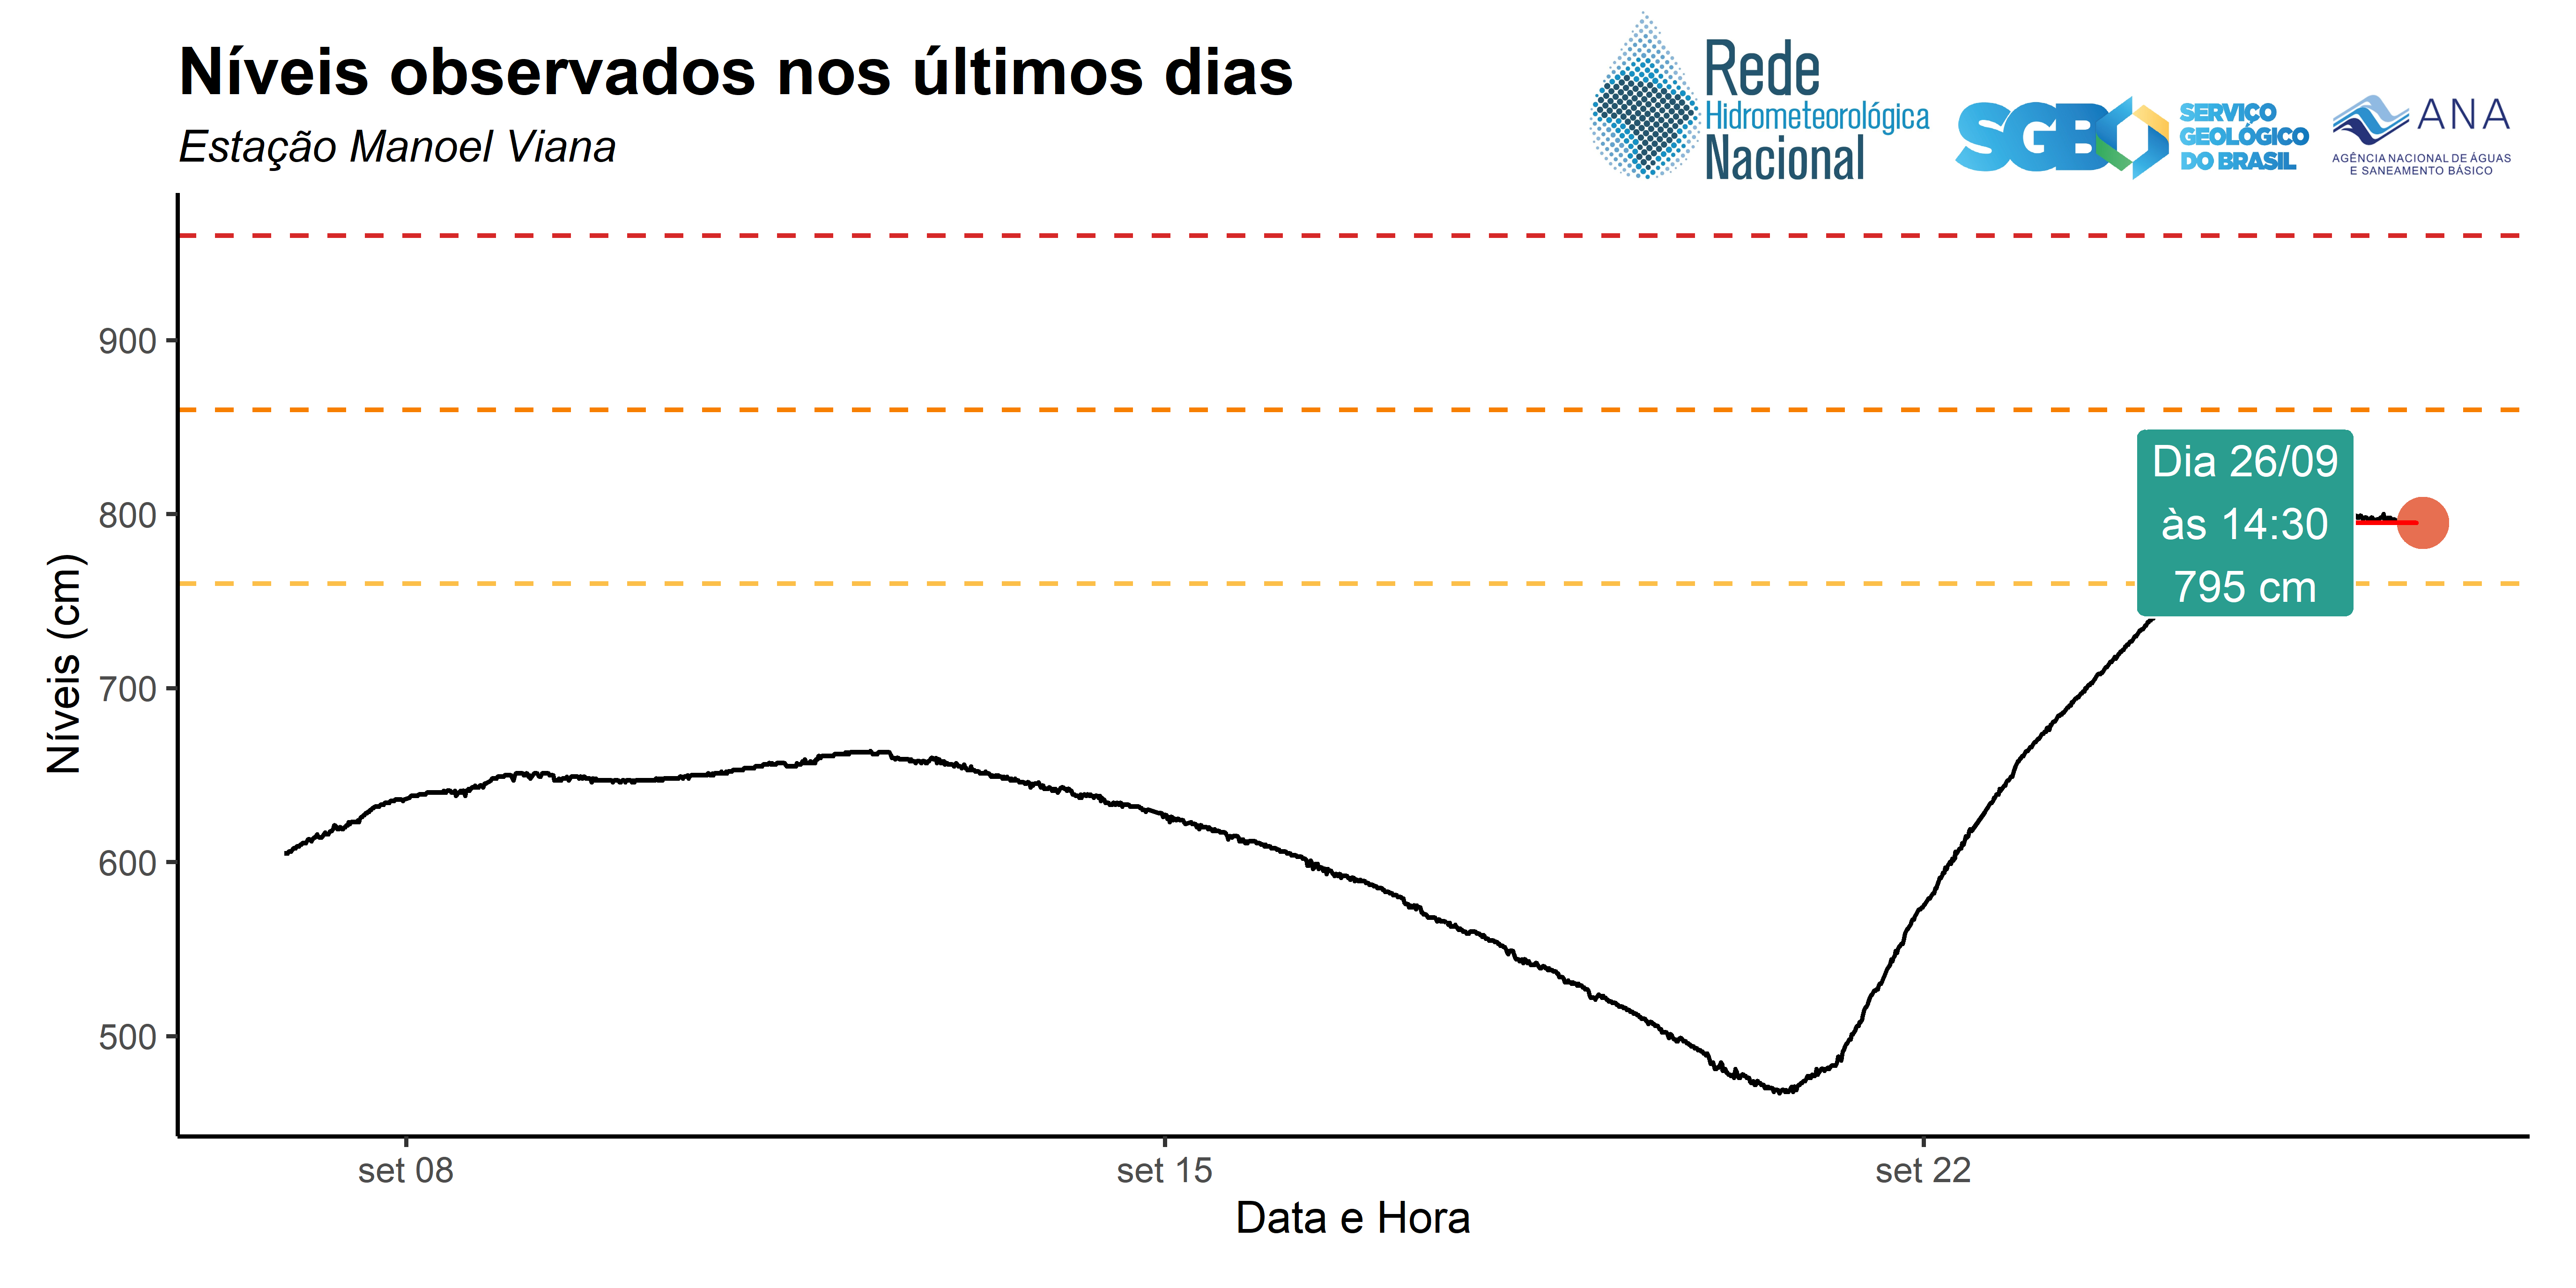 Níveis observados nos últimos dias
Estação Manoel Viana
Rede
Hidrometeorológica
Nacional
SGB
SERVIÇO
GEOLÓGICO
DO BRASIL
ANA
AGÊNCIA NACIONAL DE ÁGUAS
E SANEAMENTO BÁSICO
Níveis (cm)
900
800
700
600
500
Dia 26/09
às 14:30
795 cm
set 08
set 15
set 22
Data e Hora